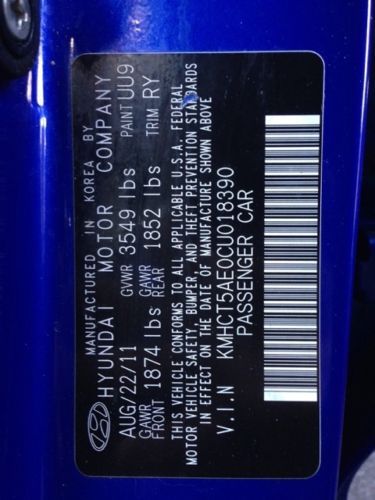 MANUFACTURED IN KOREA BY
HYUNDAI MOTOR COMPANY
AUG/22/11 GVWR 3549 lbs PAINT UU9
GAWR FRONT 1874 lbs GAWR REAR 1852 lbs TRIM RY
THIS VEHICLE CONFORMS TO ALL APPLICABLE U.S.A. FEDERAL
MOTOR VEHICLE SAFETY, BUMPER, AND THEFT PREVENTION STANDARDS
IN EFFECT ON THE DATE OF MANUFACTURE SHOWN ABOVE.
V.I.N KMHCT5AE0CU018390
PASSENGER CAR